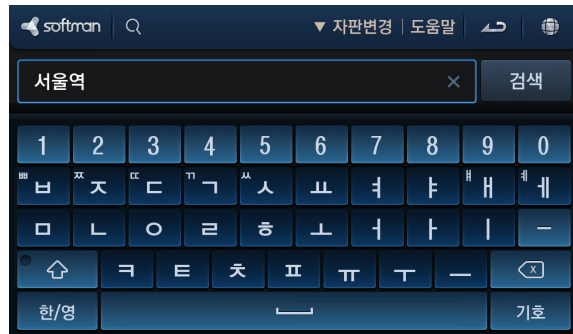 softman ▼ 자판변경 | 도움말
서울역 × 검색
1 2 3 4 5 6 7 8 9 0
ㅃ ㅂ ㅉ ㅈ ㄸ ㄷ ㄲ ㄱ ㅆ ㅅ ㅛ ㅕ ㅑ ㅒ ㅐ ㅖ ㅔ
ㅁ ㄴ ㅇ ㄹ ㅎ ㅗ ㅓ ㅏ ㅣ –
ㅋ ㅌ ㅊ ㅍ ㅠ ㅜ ㅡ x
한/영 기호